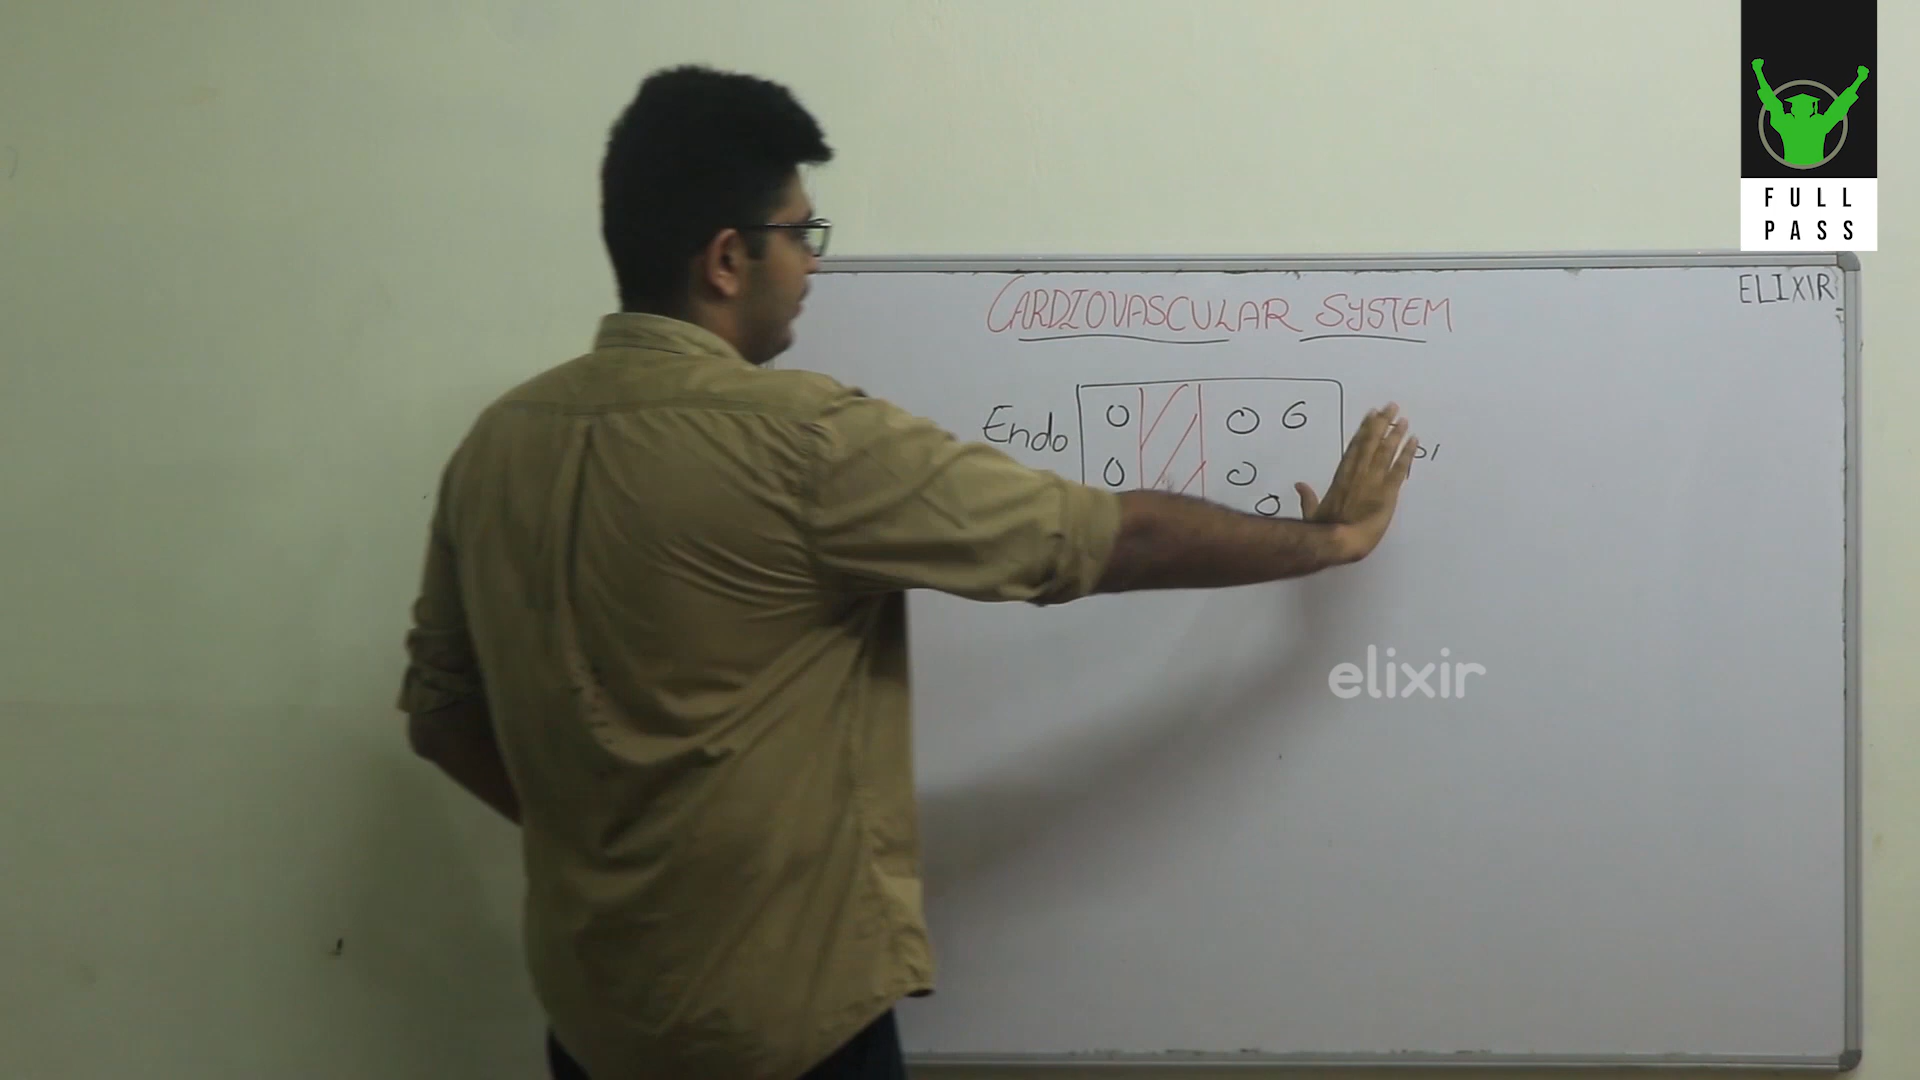 FULL
PASS
ELIXIR
CARDIOVASCULAR SYSTEM
Endo
elixir